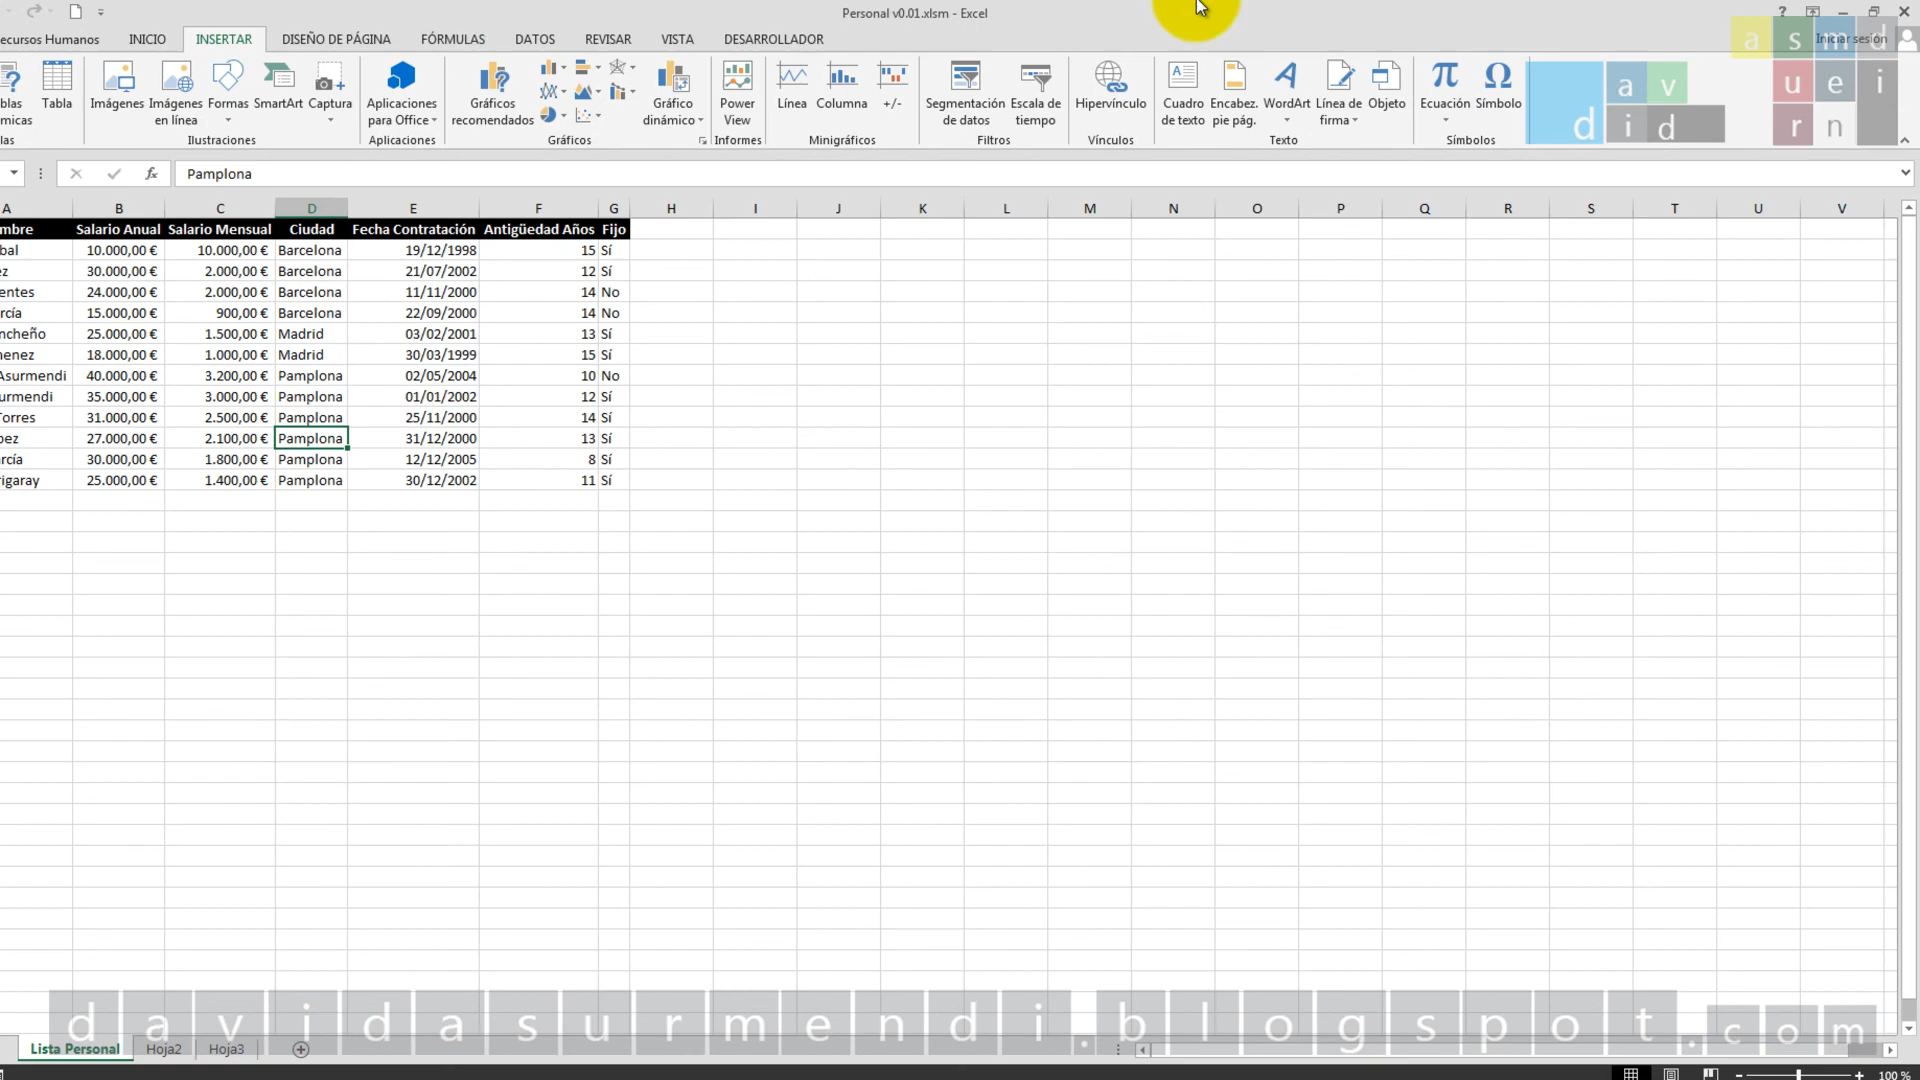 Personal v0.01.xlsm - Excel
?
ecursos Humanos INICIO INSERTAR DISEÑO DE PÁGINA FÓRMULAS DATOS REVISAR VISTA DESARROLLADOR Iniciar sesión
blas
micas
Tabla
Imágenes
Imágenes
en línea
Formas
SmartArt
Captura
Aplicaciones
para Office
Gráficos
recomendados
Gráfico
dinámico
Power
View
Línea
Columna
+/-
Segmentación
de datos
Escala de
tiempo
Hipervínculo
Cuadro
de texto
Encabez.
pie pág.
WordArt
Línea de
firma
Objeto
Ecuación
Símbolo
las Ilustraciones Aplicaciones Gráficos Informes Minigráficos Filtros Vínculos Texto Símbolos
a s m d
u e i
r n
d a v
i d
fx Pamplona
A B C D E F G H I J K L M N O P Q R S T U V
mbre Salario Anual Salario Mensual Ciudad Fecha Contratación Antigüedad Años Fijo
bal 10.000,00 € 10.000,00 € Barcelona 19/12/1998 15 Sí
ez 30.000,00 € 2.000,00 € Barcelona 21/07/2002 12 Sí
entes 24.000,00 € 2.000,00 € Barcelona 11/11/2000 14 No
rcía 15.000,00 € 900,00 € Barcelona 22/09/2000 14 No
ncheño 25.000,00 € 1.500,00 € Madrid 03/02/2001 13 Sí
nenez 18.000,00 € 1.000,00 € Madrid 30/03/1999 15 Sí
Asurmendi 40.000,00 € 3.200,00 € Pamplona 02/05/2004 10 No
urmendi 35.000,00 € 3.000,00 € Pamplona 01/01/2002 12 Sí
Torres 31.000,00 € 2.500,00 € Pamplona 25/11/2000 14 Sí
pez 27.000,00 € 2.100,00 € Pamplona 31/12/2000 13 Sí
rcía 30.000,00 € 1.800,00 € Pamplona 12/12/2005 8 Sí
igaray 25.000,00 € 1.400,00 € Pamplona 30/12/2002 11 Sí
davidasurmendi.blogspot.com
Lista Personal Hoja2 Hoja3
100 %